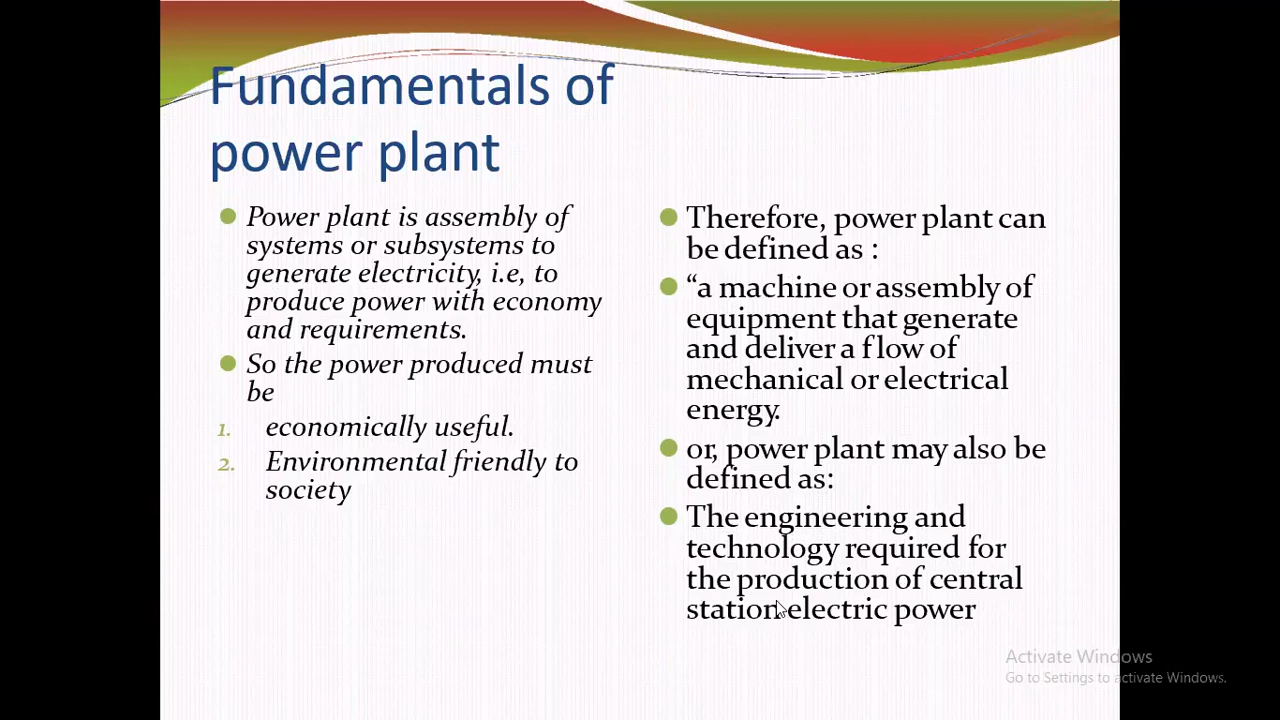 Fundamentals of
power plant
Power plant is assembly of
systems or subsystems to
generate electricity, i.e, to
produce power with economy
and requirements.
So the power produced must
be
1. economically useful.
2. Environmental friendly to
society
Therefore, power plant can
be defined as :
“a machine or assembly of
equipment that generate
and deliver a flow of
mechanical or electrical
energy.
or, power plant may also be
defined as:
The engineering and
technology required for
the production of central
station electric power
Activate Windows
Go to Settings to activate Windows.